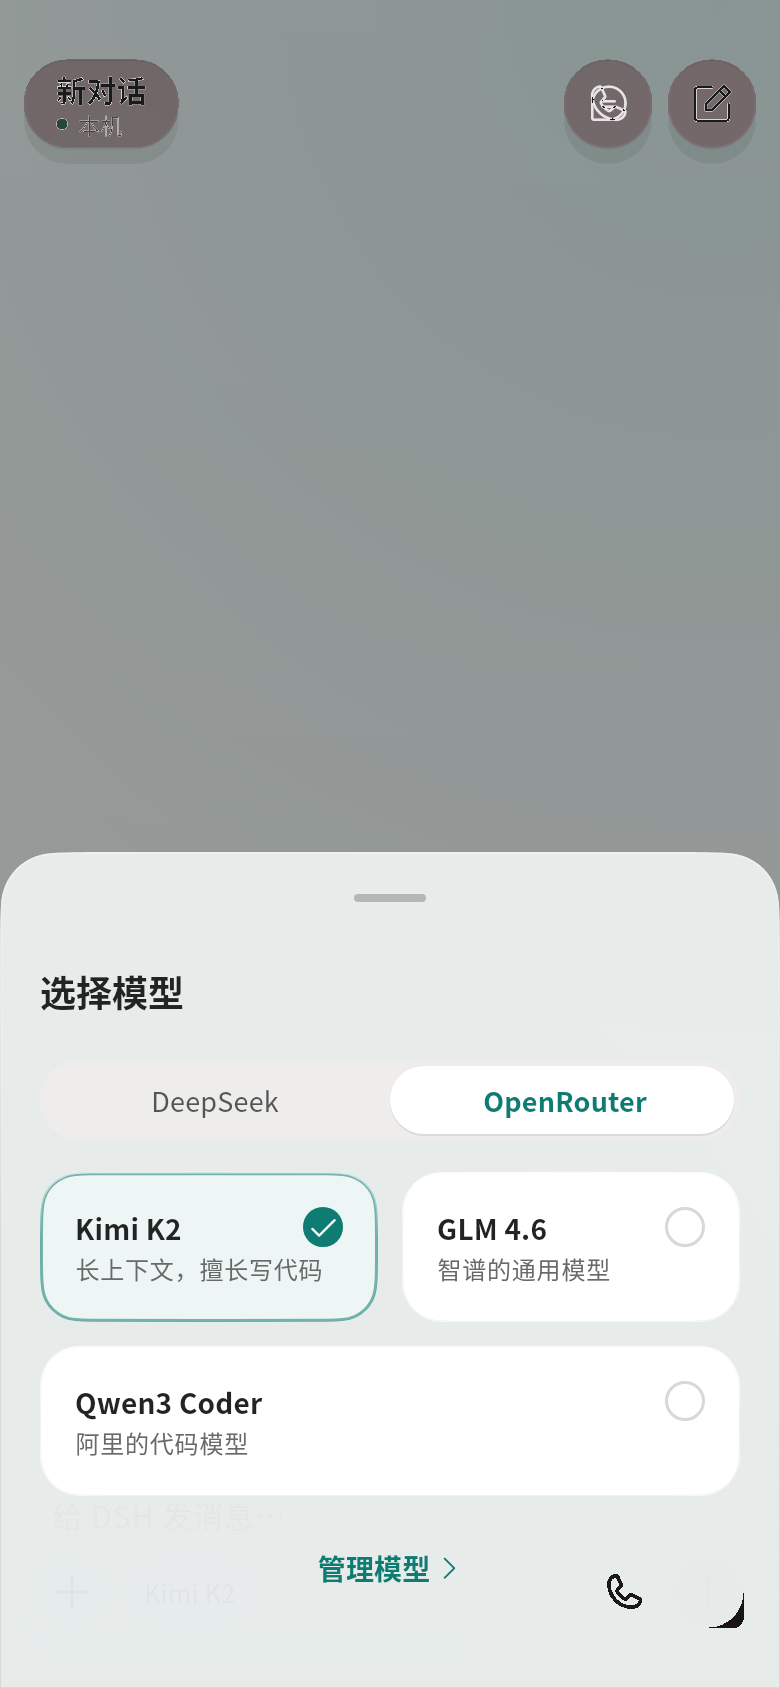 新对话
本机
选择模型
DeepSeek
OpenRouter
Kimi K2
长上下文，擅长写代码
GLM 4.6
智谱的通用模型
Qwen3 Coder
阿里的代码模型
给 DSH 发消息…
管理模型
Kimi K2